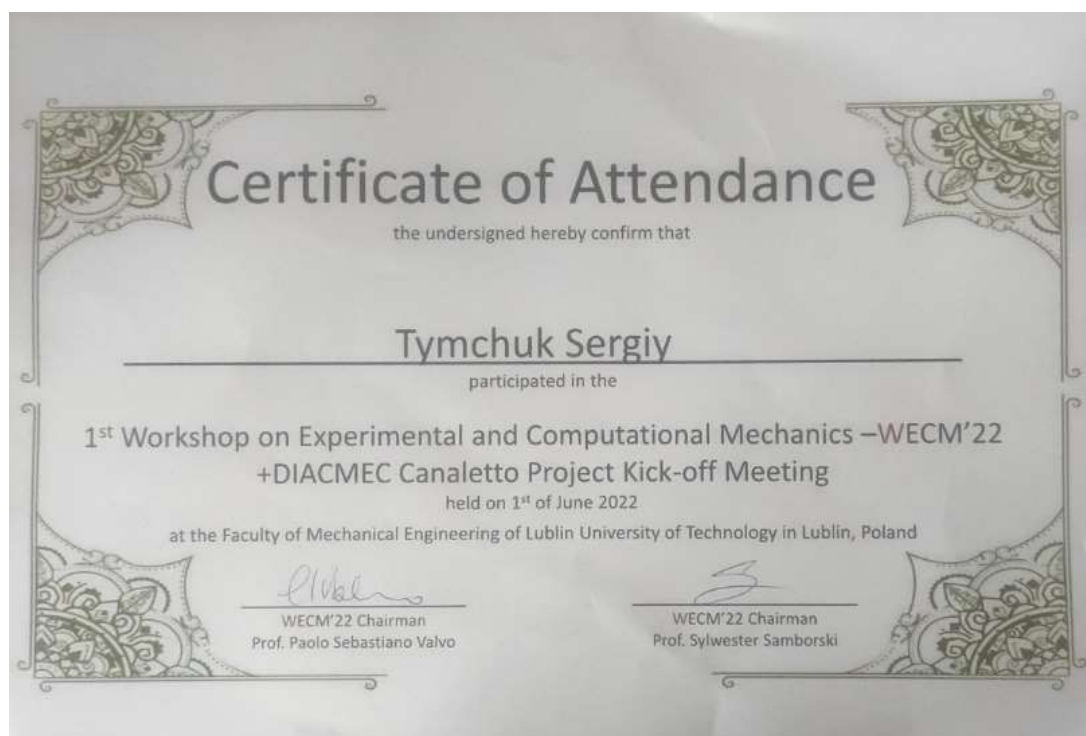 Certificate of Attendance
the undersigned hereby confirm that
Tymchuk Sergiy
participated in the
1st Workshop on Experimental and Computational Mechanics –WECM'22
+DIACMEC Canaletto Project Kick-off Meeting
held on 1st of June 2022
at the Faculty of Mechanical Engineering of Lublin University of Technology in Lublin, Poland
WECM'22 Chairman
Prof. Paolo Sebastiano Valvo
WECM'22 Chairman
Prof. Sylwester Samborski